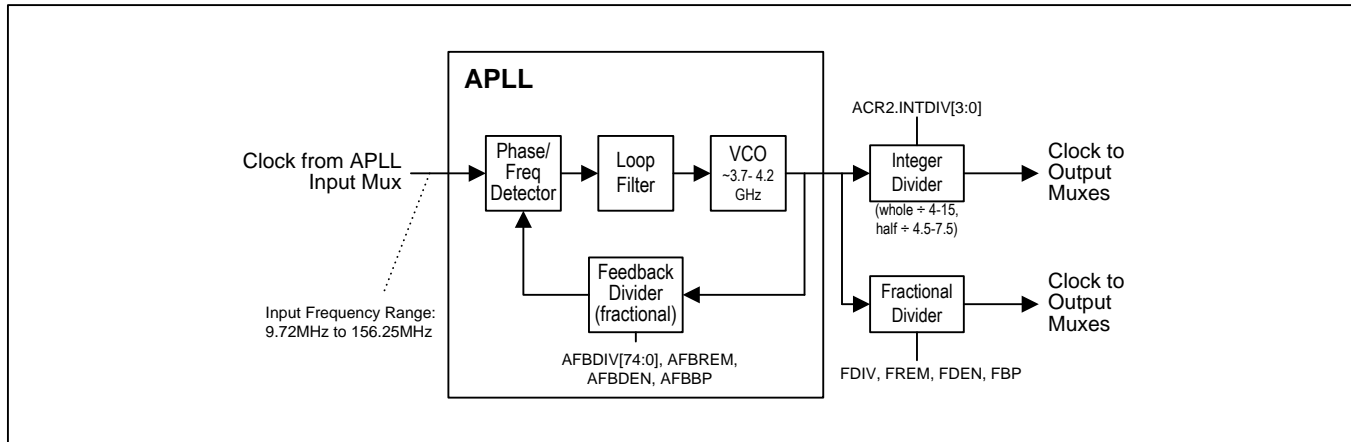 APLL
ACR2.INTDIV[3:0]
Clock from APLL
Input Mux
Phase/
Freq
Detector
Loop
Filter
VCO
~3.7- 4.2
GHz
Integer
Divider
(whole ÷ 4-15,
half ÷ 4.5-7.5)
Clock to
Output
Muxes
Feedback
Divider
(fractional)
Fractional
Divider
Clock to
Output
Muxes
Input Frequency Range:
9.72MHz to 156.25MHz
AFBDIV[74:0], AFBREM,
AFBDEN, AFBBP
FDIV, FREM, FDEN, FBP